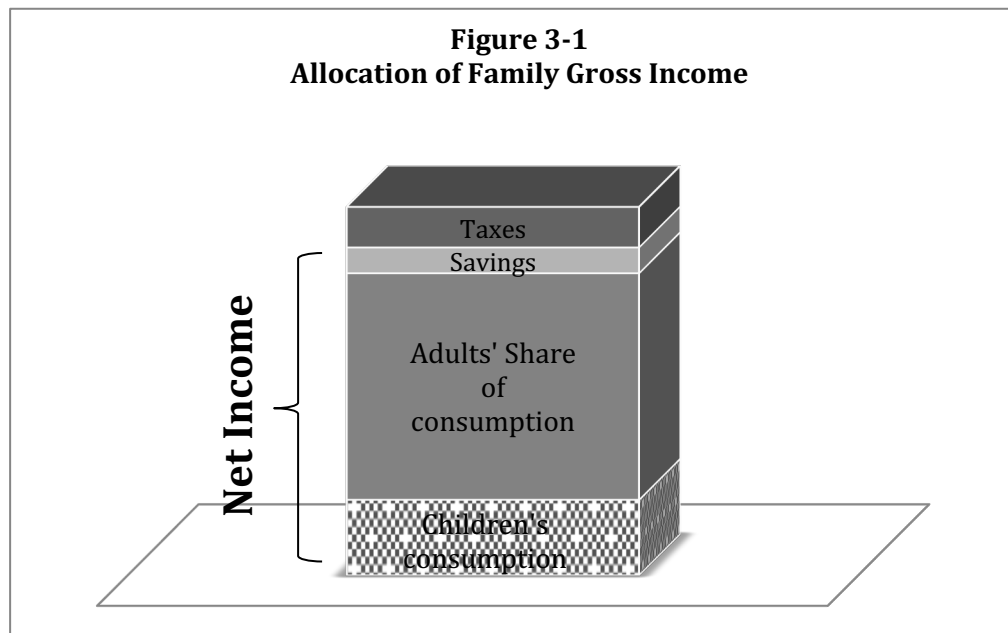 Figure 3-1
Allocation of Family Gross Income
Taxes
Savings
Adults' Share
of
consumption
Children's
consumption
Net Income